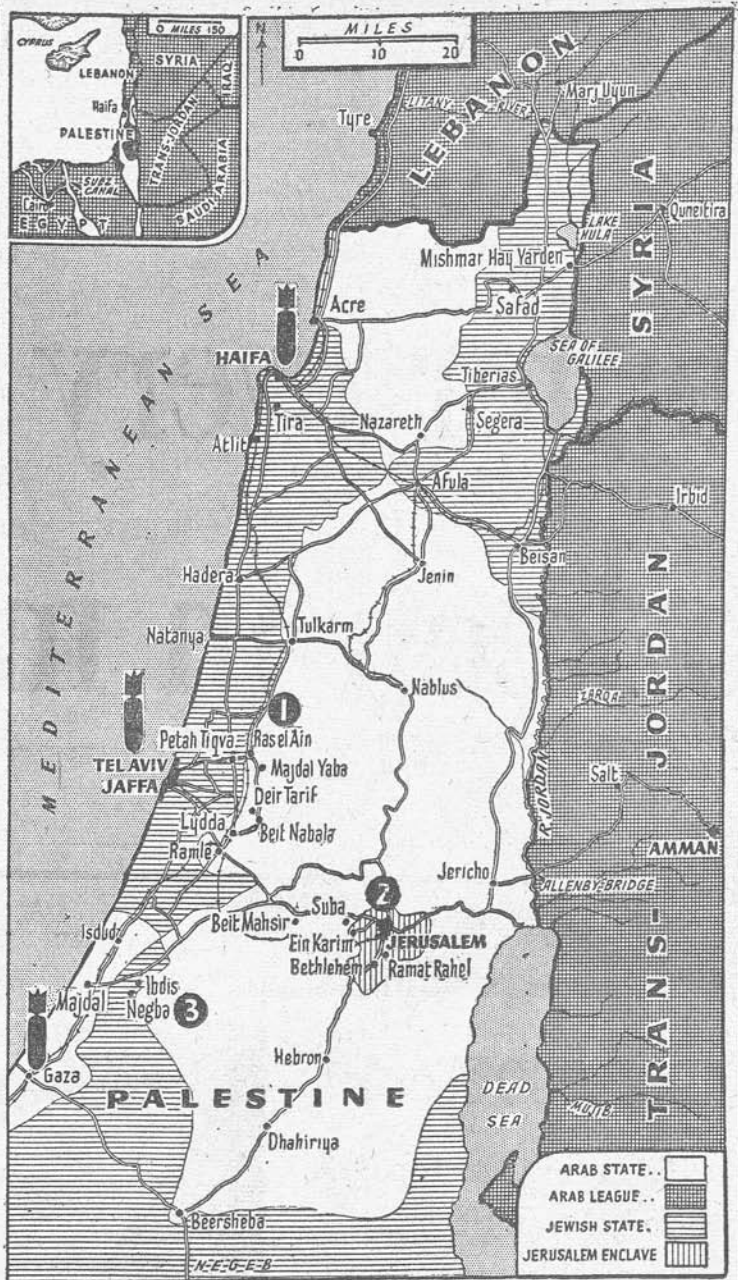 0 MILES 150
CYPRUS
SYRIA
LEBANON
IRAQ
Haifa
PALESTINE
TRANS-JORDAN
SUEZ
CANAL
Cairo
SAUDI ARABIA
EGYPT
N
MILES
0 10 20
LEBANON
Marj Uyun
LITANY RIVER
Tyre
Quneitira
LAKE
HULA
Mishmar Hay Yarden
SYRIA
Safad
Acre
SEA OF
GALILEE
HAIFA
Tiberias
Tira
Nazareth
Segera
Atlit
Afula
Irbid
MEDITERRANEAN SEA
Beisan
Hadera
Jenin
Natanya
Tulkarm
Nablus
1
ZERQA
Petah Tiqva
Ras el Ain
TEL AVIV
Majdal Yaba
JAFFA
Deir Tarif
R. JORDAN
Salt
Lydda
Beit Nabala
Ramle
AMMAN
Jericho
ALLENBY-BRIDGE
2
Suba
Isdud
Beit Mahsir
Ein Karim
JERUSALEM
Bethlehem
Ramat Rahel
Majdal
Ibdis
Negba
3
TRANS-JORDAN
Gaza
Hebron
PALESTINE
DEAD
SEA
MUJIB
Dhahiriya
Beersheba
NEGEB
ARAB STATE..
ARAB LEAGUE..
JEWISH STATE.
JERUSALEM ENCLAVE